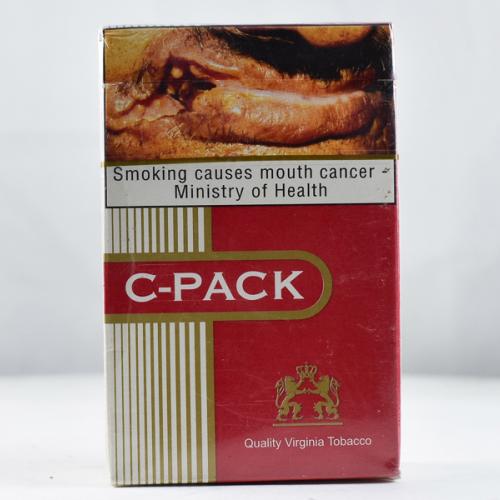 Smoking causes mouth cancer -
Ministry of Health
C-PACK
Quality Virginia Tobacco